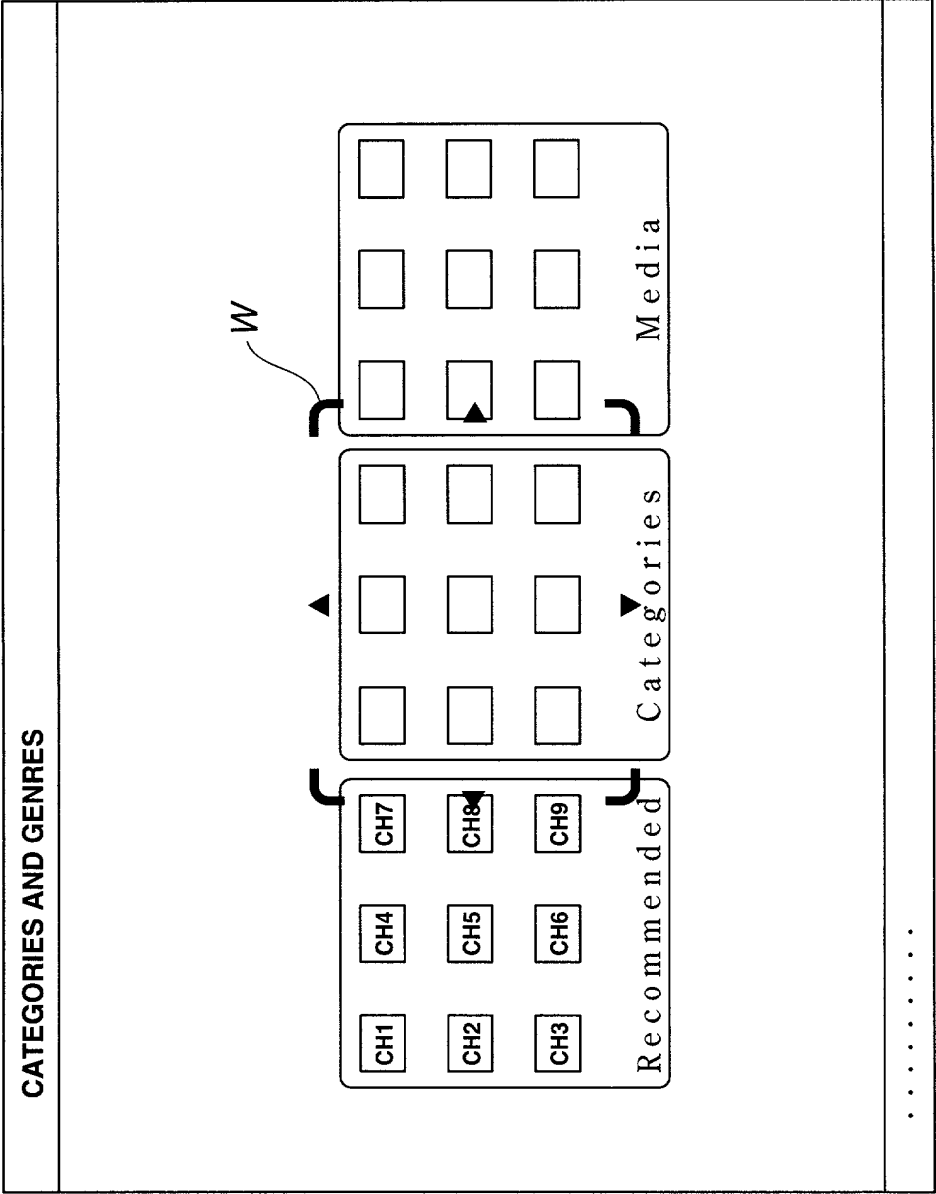 CATEGORIES AND GENRES
W
CH1 CH4 CH7
CH2 CH5 CH8
CH3 CH6 CH9
Recommended
Categories
Media
. . . . . . . . . .